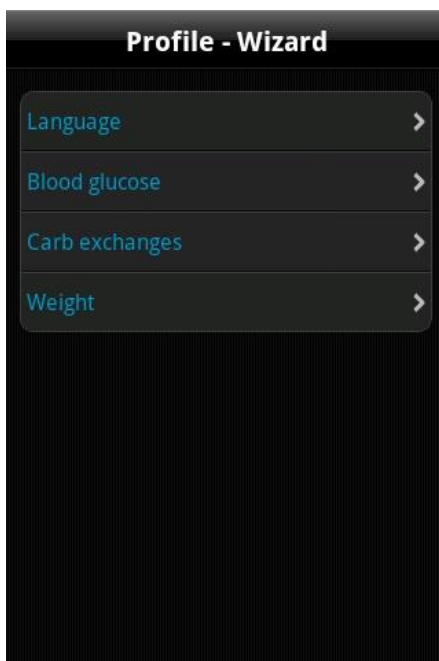 Profile - Wizard
Language
Blood glucose
Carb exchanges
Weight